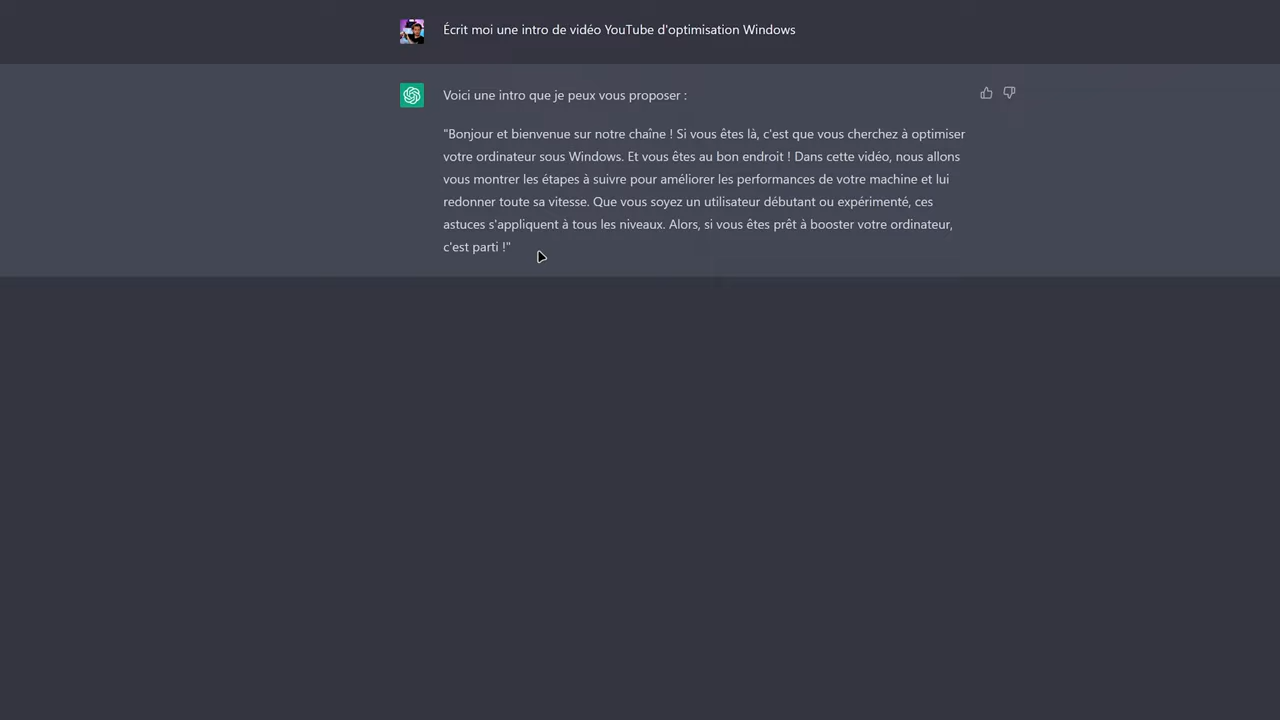 Écrit moi une intro de vidéo YouTube d'optimisation Windows
Voici une intro que je peux vous proposer :
"Bonjour et bienvenue sur notre chaîne ! Si vous êtes là, c'est que vous cherchez à optimiser
votre ordinateur sous Windows. Et vous êtes au bon endroit ! Dans cette vidéo, nous allons
vous montrer les étapes à suivre pour améliorer les performances de votre machine et lui
redonner toute sa vitesse. Que vous soyez un utilisateur débutant ou expérimenté, ces
astuces s'appliquent à tous les niveaux. Alors, si vous êtes prêt à booster votre ordinateur,
c'est parti !"